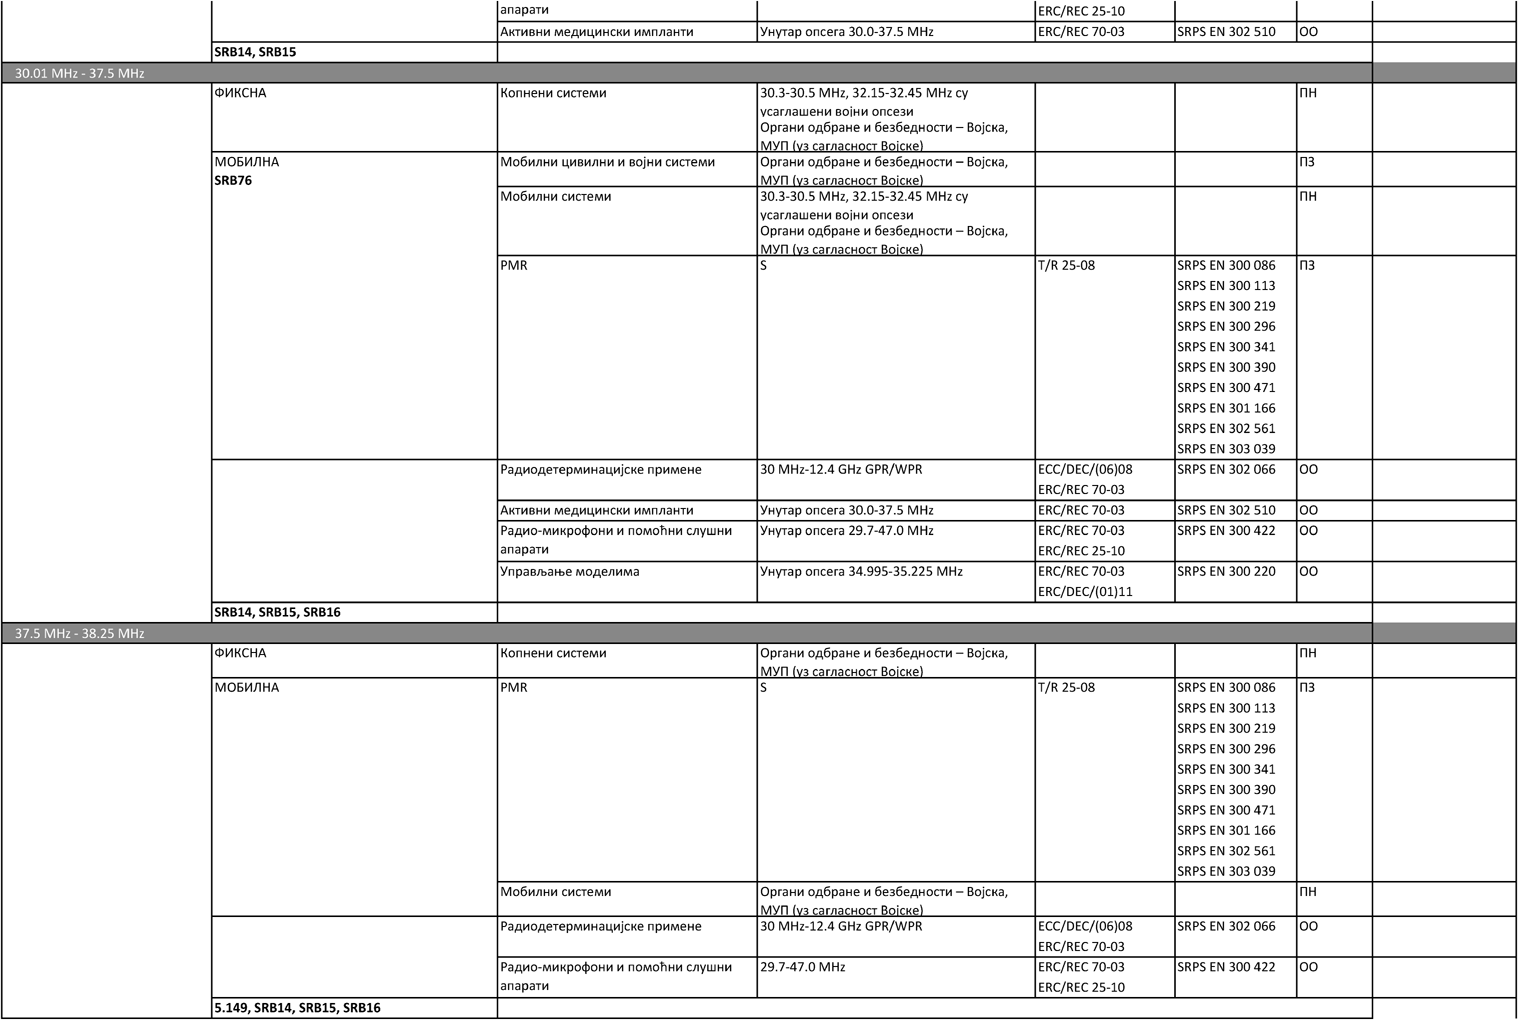 апарати ERC/REC 25-10
Активни медицински импланти Унутар опсега 30.0-37.5 MHz ERC/REC 70-03 SRPS EN 302 510 ОО
SRB14, SRB15
30.01 MHz - 37.5 MHz
ФИКСНА Копнени системи 30.3-30.5 MHz, 32.15-32.45 MHz су ПН
усаглашени војни опсези
Органи одбране и безбедности – Војска,
МУП (уз сагласност Војске)
МОБИЛНА Мобилни цивилни и војни системи Органи одбране и безбедности – Војска, ПЗ
SRB76 МУП (уз сагласност Војске)
Мобилни системи 30.3-30.5 MHz, 32.15-32.45 MHz су ПН
усаглашени војни опсези
Органи одбране и безбедности – Војска,
МУП (уз сагласност Војске)
PMR S T/R 25-08 SRPS EN 300 086 ПЗ
SRPS EN 300 113
SRPS EN 300 219
SRPS EN 300 296
SRPS EN 300 341
SRPS EN 300 390
SRPS EN 300 471
SRPS EN 301 166
SRPS EN 302 561
SRPS EN 303 039
Радиодетерминацијске примене 30 MHz-12.4 GHz GPR/WPR ECC/DEC/(06)08 SRPS EN 302 066 ОО
ERC/REC 70-03
Активни медицински импланти Унутар опсега 30.0-37.5 MHz ERC/REC 70-03 SRPS EN 302 510 ОО
Радио-микрофони и помоћни слушни Унутар опсега 29.7-47.0 MHz ERC/REC 70-03 SRPS EN 300 422 ОО
апарати ERC/REC 25-10
Управљање моделима Унутар опсега 34.995-35.225 MHz ERC/REC 70-03 SRPS EN 300 220 ОО
ERC/DEC/(01)11
SRB14, SRB15, SRB16
37.5 MHz - 38.25 MHz
ФИКСНА Копнени системи Органи одбране и безбедности – Војска, ПН
МУП (уз сагласност Војске)
МОБИЛНА PMR S T/R 25-08 SRPS EN 300 086 ПЗ
SRPS EN 300 113
SRPS EN 300 219
SRPS EN 300 296
SRPS EN 300 341
SRPS EN 300 390
SRPS EN 300 471
SRPS EN 301 166
SRPS EN 302 561
SRPS EN 303 039
Мобилни системи Органи одбране и безбедности – Војска, ПН
МУП (уз сагласност Војске)
Радиодетерминацијске примене 30 MHz-12.4 GHz GPR/WPR ECC/DEC/(06)08 SRPS EN 302 066 ОО
ERC/REC 70-03
Радио-микрофони и помоћни слушни 29.7-47.0 MHz ERC/REC 70-03 SRPS EN 300 422 ОО
апарати ERC/REC 25-10
5.149, SRB14, SRB15, SRB16